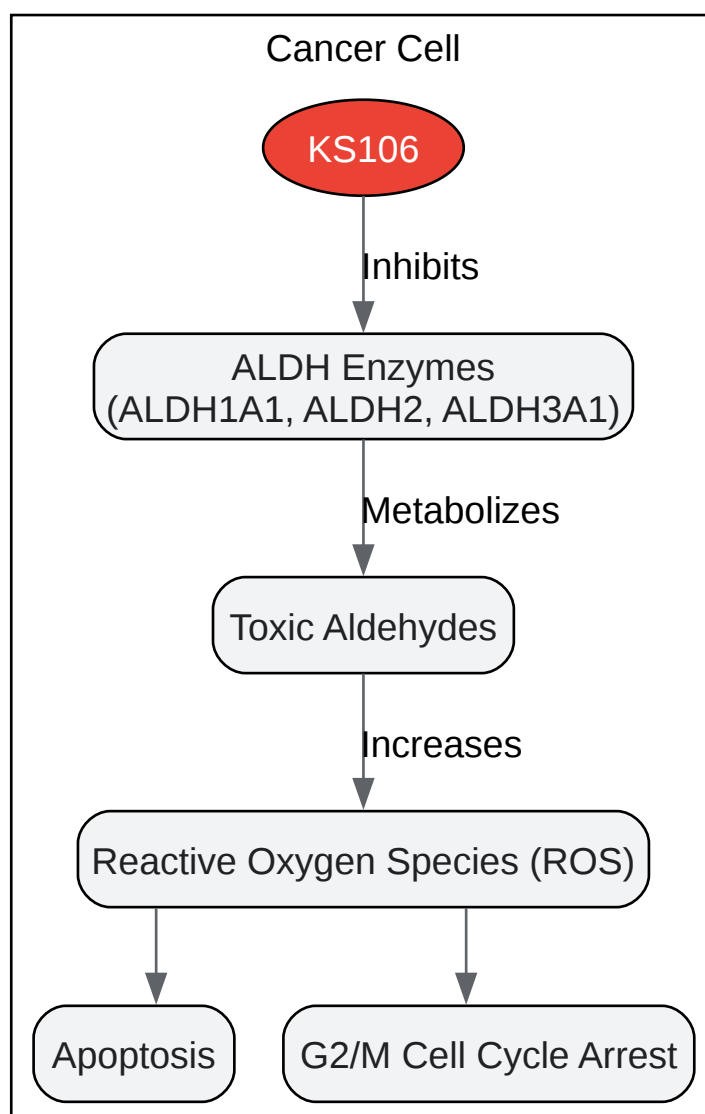 Cancer Cell
KS106
Inhibits
ALDH Enzymes
(ALDH1A1, ALDH2, ALDH3A1)
Metabolizes
Toxic Aldehydes
Increases
Reactive Oxygen Species (ROS)
Apoptosis
G2/M Cell Cycle Arrest